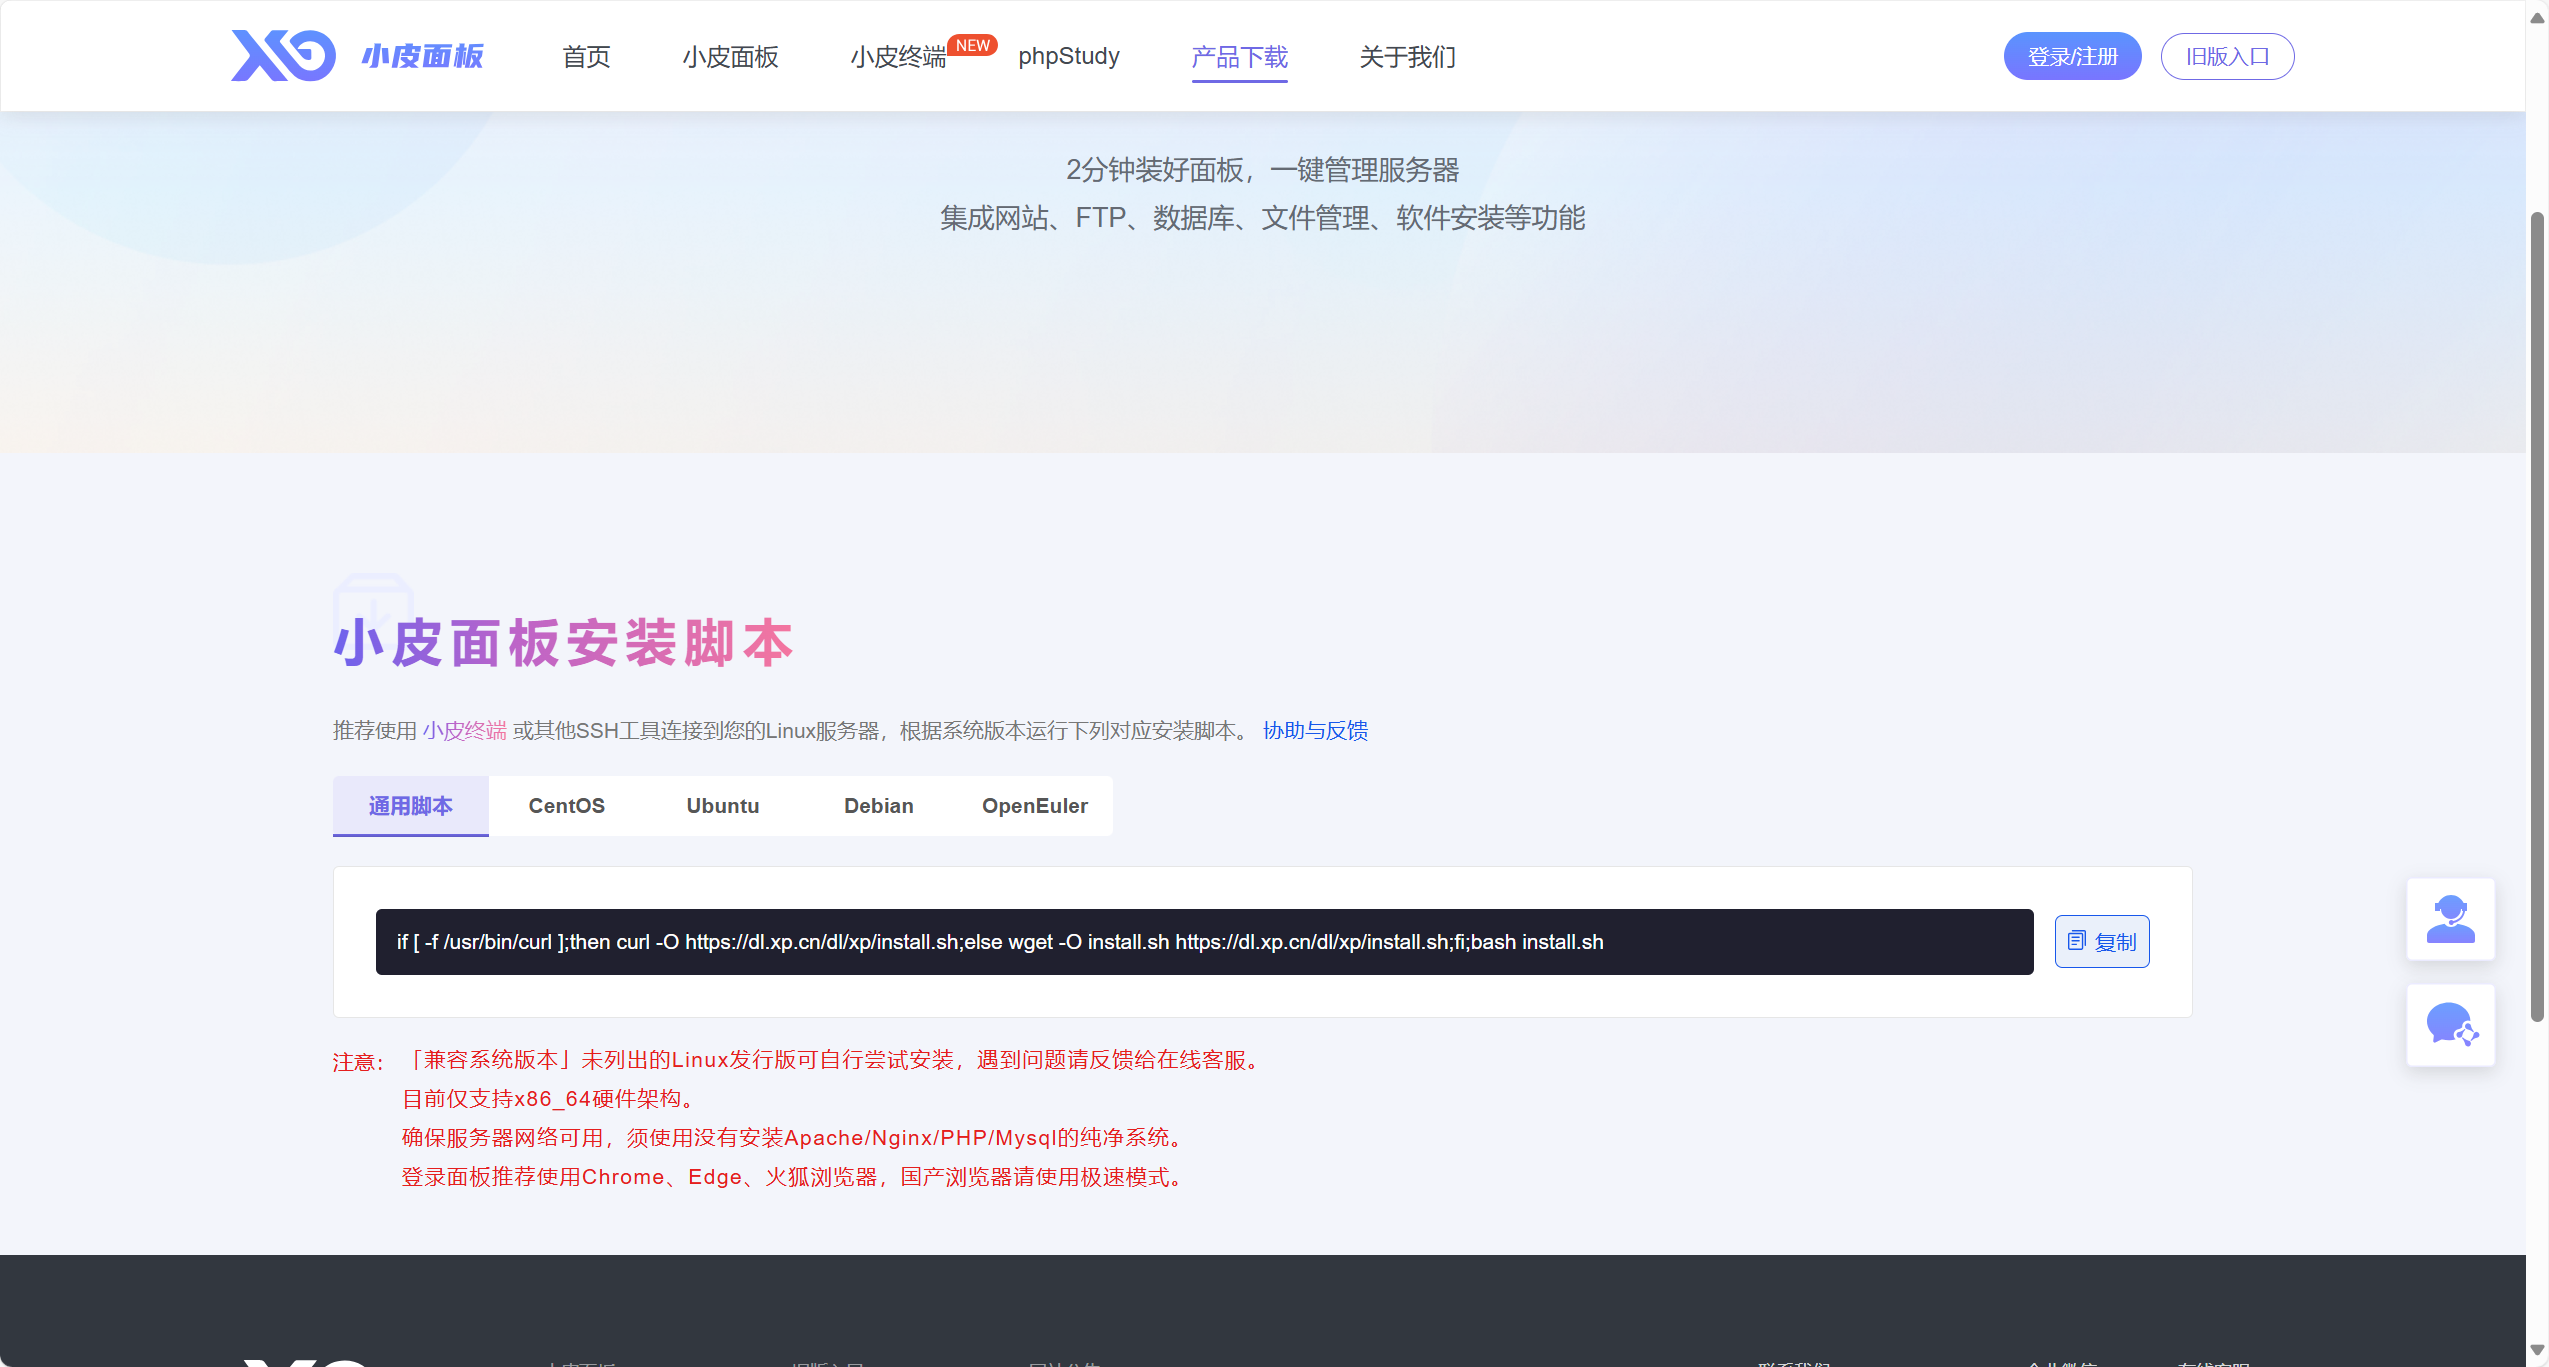 小皮面板
首页 小皮面板 小皮终端 NEW phpStudy 产品下载 关于我们 登录/注册 旧版入口
2分钟装好面板，一键管理服务器
集成网站、FTP、数据库、文件管理、软件安装等功能
小皮面板安装脚本
推荐使用 小皮终端 或其他SSH工具连接到您的Linux服务器，根据系统版本运行下列对应安装脚本。 协助与反馈
通用脚本 CentOS Ubuntu Debian OpenEuler
if [ -f /usr/bin/curl ];then curl -O https://dl.xp.cn/dl/xp/install.sh;else wget -O install.sh https://dl.xp.cn/dl/xp/install.sh;fi;bash install.sh
复制
注意： 「兼容系统版本」未列出的Linux发行版可自行尝试安装，遇到问题请反馈给在线客服。
目前仅支持x86_64硬件架构。
确保服务器网络可用，须使用没有安装Apache/Nginx/PHP/Mysql的纯净系统。
登录面板推荐使用Chrome、Edge、火狐浏览器，国产浏览器请使用极速模式。